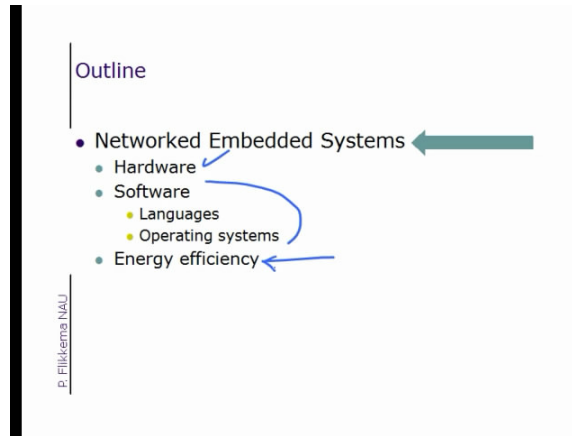 Outline
Networked Embedded Systems
Hardware
Software
Languages
Operating systems
Energy efficiency
P. Flikkema NAU